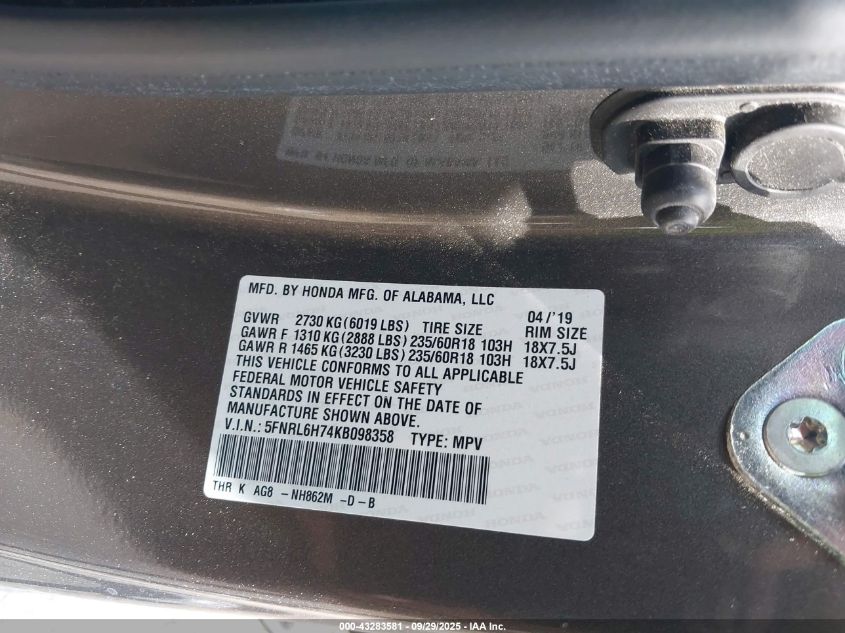 MFD. BY HONDA MFG. OF ALABAMA, LLC
04/'19
GVWR 2730 KG(6019 LBS) TIRE SIZE RIM SIZE
GAWR F 1310 KG(2888 LBS) 235/60R18 103H 18X7.5J
GAWR R 1465 KG(3230 LBS) 235/60R18 103H 18X7.5J
THIS VEHICLE CONFORMS TO ALL APPLICABLE
FEDERAL MOTOR VEHICLE SAFETY
STANDARDS IN EFFECT ON THE DATE OF
MANUFACTURE SHOWN ABOVE.
V.I.N.: 5FNRL6H74KB098358 TYPE: MPV
THR K AG8 -NH862M -D-B
000-43283581 - 09/29/2025 - IAA Inc.